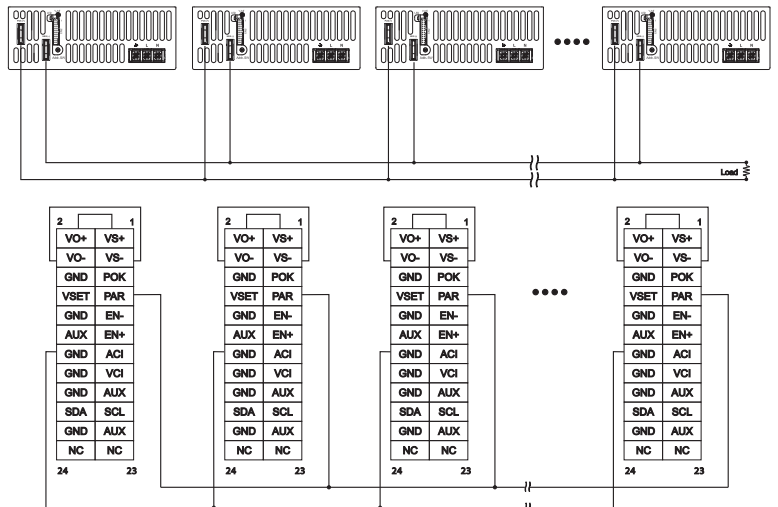 L N
L N
L N
L N
Load
2 1
VO+ VS+
VO- VS-
GND POK
VSET PAR
GND EN-
AUX EN+
GND ACI
GND VCI
GND AUX
SDA SCL
GND AUX
NC NC
24 23
2 1
VO+ VS+
VO- VS-
GND POK
VSET PAR
GND EN-
AUX EN+
GND ACI
GND VCI
GND AUX
SDA SCL
GND AUX
NC NC
24 23
2 1
VO+ VS+
VO- VS-
GND POK
VSET PAR
GND EN-
AUX EN+
GND ACI
GND VCI
GND AUX
SDA SCL
GND AUX
NC NC
24 23
2 1
VO+ VS+
VO- VS-
GND POK
VSET PAR
GND EN-
AUX EN+
GND ACI
GND VCI
GND AUX
SDA SCL
GND AUX
NC NC
24 23